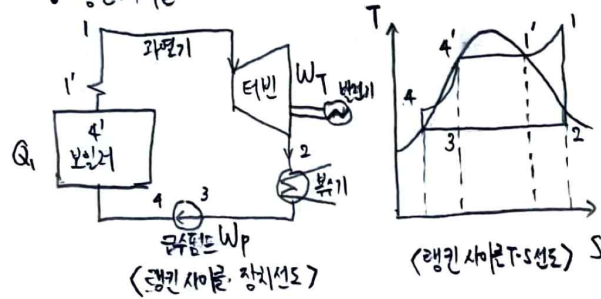 1
과열기
T
1'
터빈
W_T
발전기
4'
보일러
Q₁
2
복수기
4
3
급수펌프 W_P
<랭킨 사이클. 장치선도>
4'
1'
1
4
3
2
S
<랭킨 사이클 T-S선도>